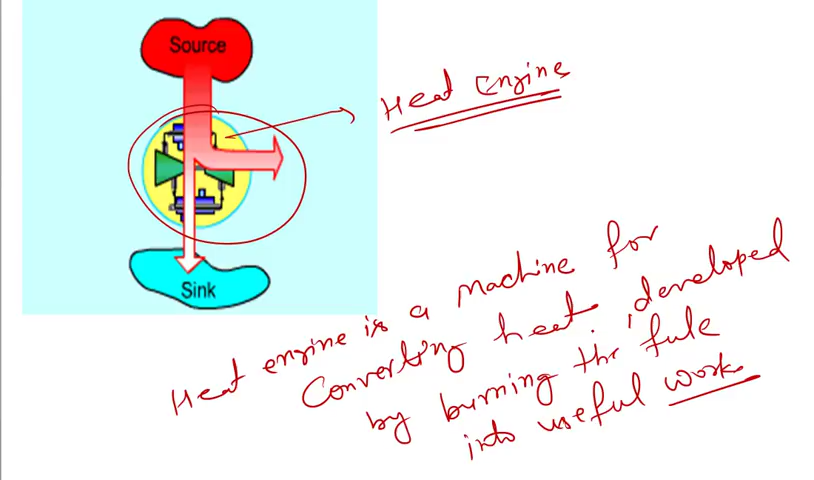 Source
Heat Engine
Sink
Heat engine is a machine for
Converting heat, developed
by burning the fule
into useful work